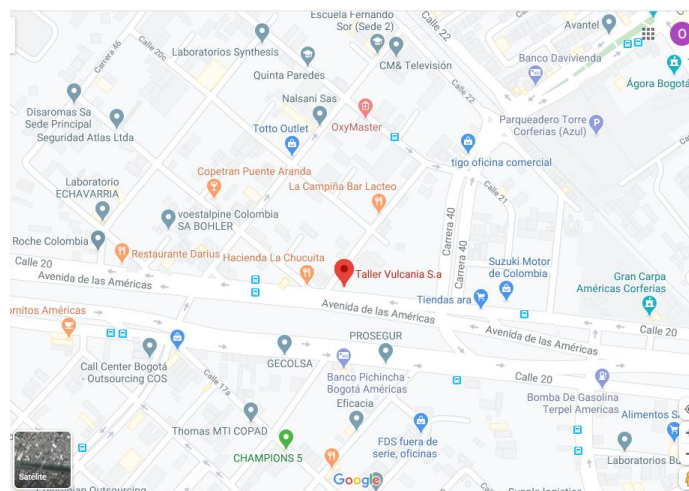 Escuela Fernando
Sor (Sede 2)
Calle 22
Avantel
O
Carrera 46
Calle 20c
Laboratorios Synthesis
CM& Televisión
Banco Davivienda
Quinta Paredes
Calle 22
Ágora Bogotá
Disaromas Sa
Sede Principal
Nalsani Sas
Seguridad Atlas Ltda.
Totto Outlet
OxyMaster
Parqueadero Torre
Corferias (Azul)
P
tigo oficina comercial
Copetran Puente Aranda
La Campiña Bar Lacteo
Laboratorio
ECHAVARRIA
Calle 21
voestalpine Colombia
SA BOHLER
Carrera 40
Carrera 40
Roche Colombia
Restaurante Darius
Hacienda La Chucuita
Suzuki Motor
de Colombia
Calle 20
Taller Vulcania S.a
Gran Carpa
Américas Corferias
Avenida de las Américas
Tiendas ara
Avenida de las Américas
ornitos Américas
Avenida de las Américas
Calle 20
PROSEGUR
Call Center Bogotá
- Outsourcing COS
GECOLSA
Calle 20
Banco Pichincha -
Bogotá Américas
Calle 17a
Bomba De Gasolina
Terpel Americas
Eficacia
Alimentos S
Thomas MTI COPAD
FDS fuera de
serie, oficinas
CHAMPIONS 5
Laboratorios Bu
Satélite
Google